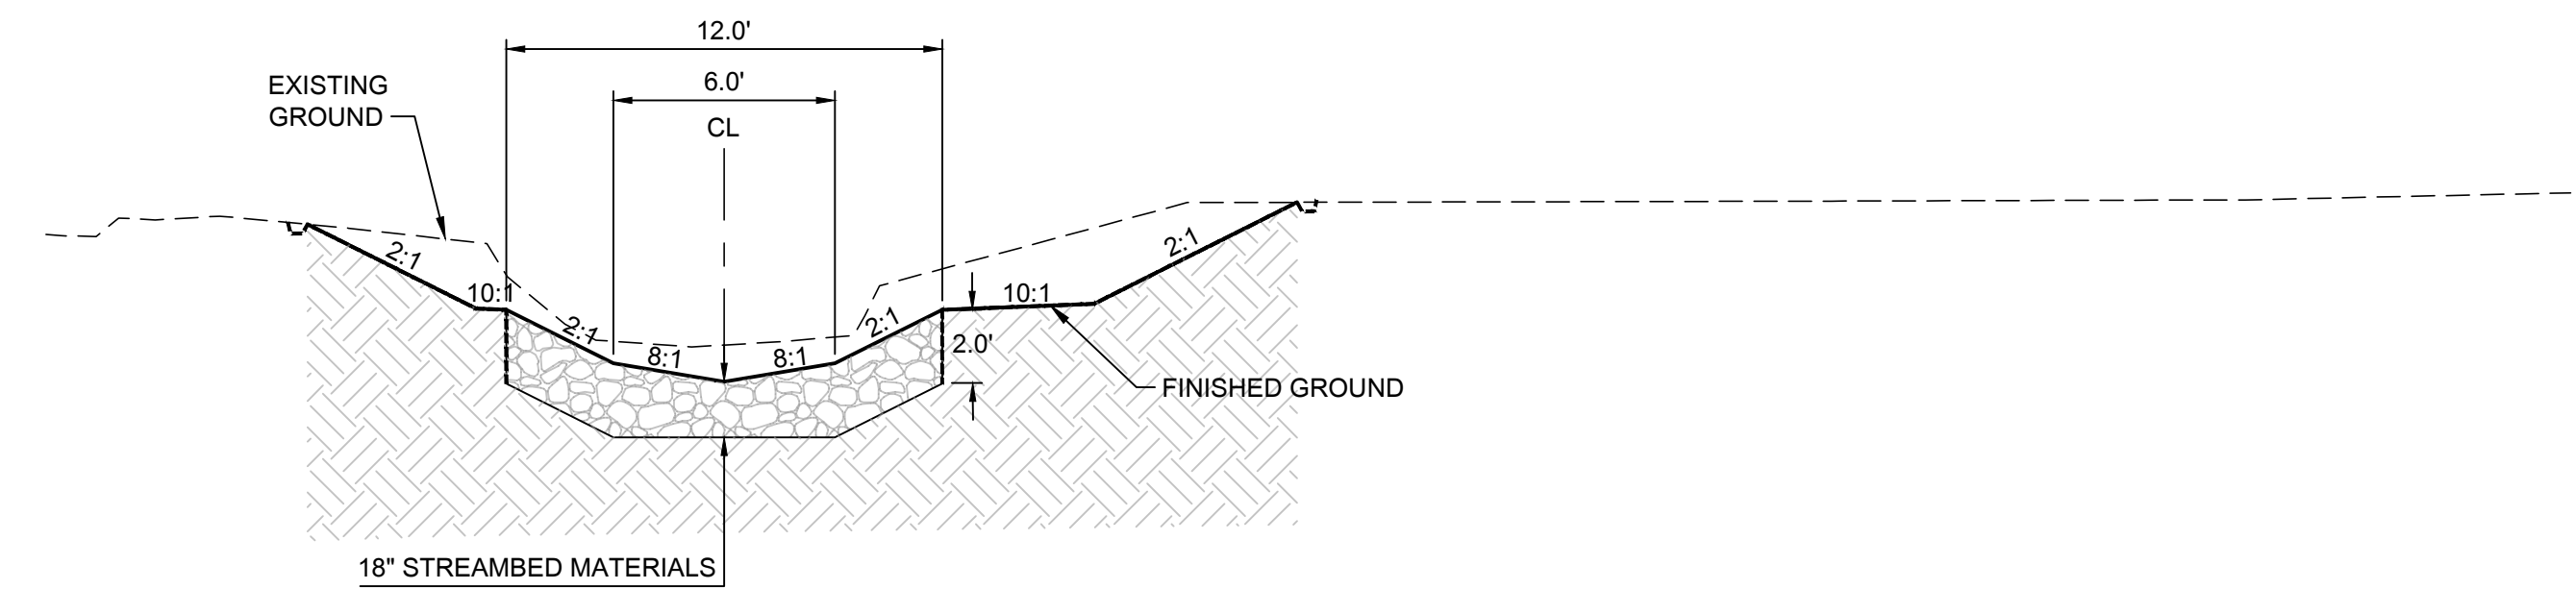 12.0'
EXISTING
GROUND
6.0'
CL
2:1
2:1
10:1
10:1
2:1
2:1
2.0'
8:1
8:1
FINISHED GROUND
18" STREAMBED MATERIALS